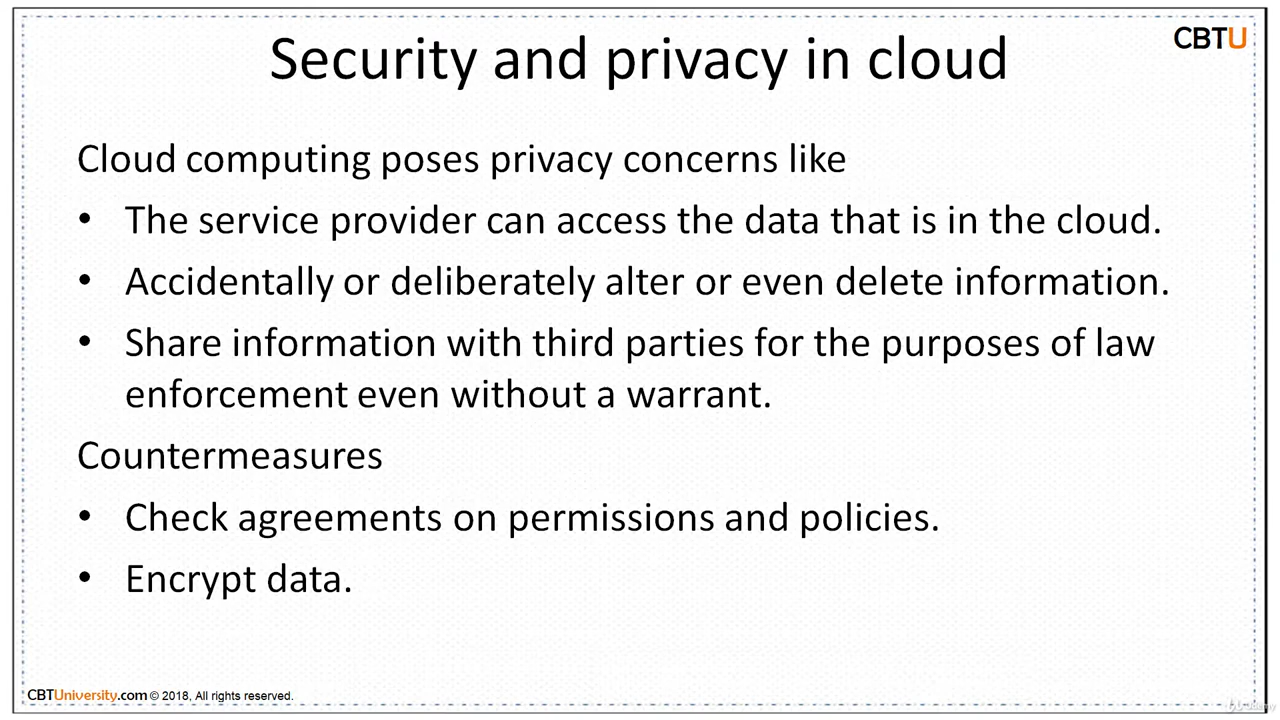 CBTU
Security and privacy in cloud
Cloud computing poses privacy concerns like
• The service provider can access the data that is in the cloud.
• Accidentally or deliberately alter or even delete information.
• Share information with third parties for the purposes of law
enforcement even without a warrant.
Countermeasures
• Check agreements on permissions and policies.
• Encrypt data.
CBTUniversity.com © 2018, All rights reserved.